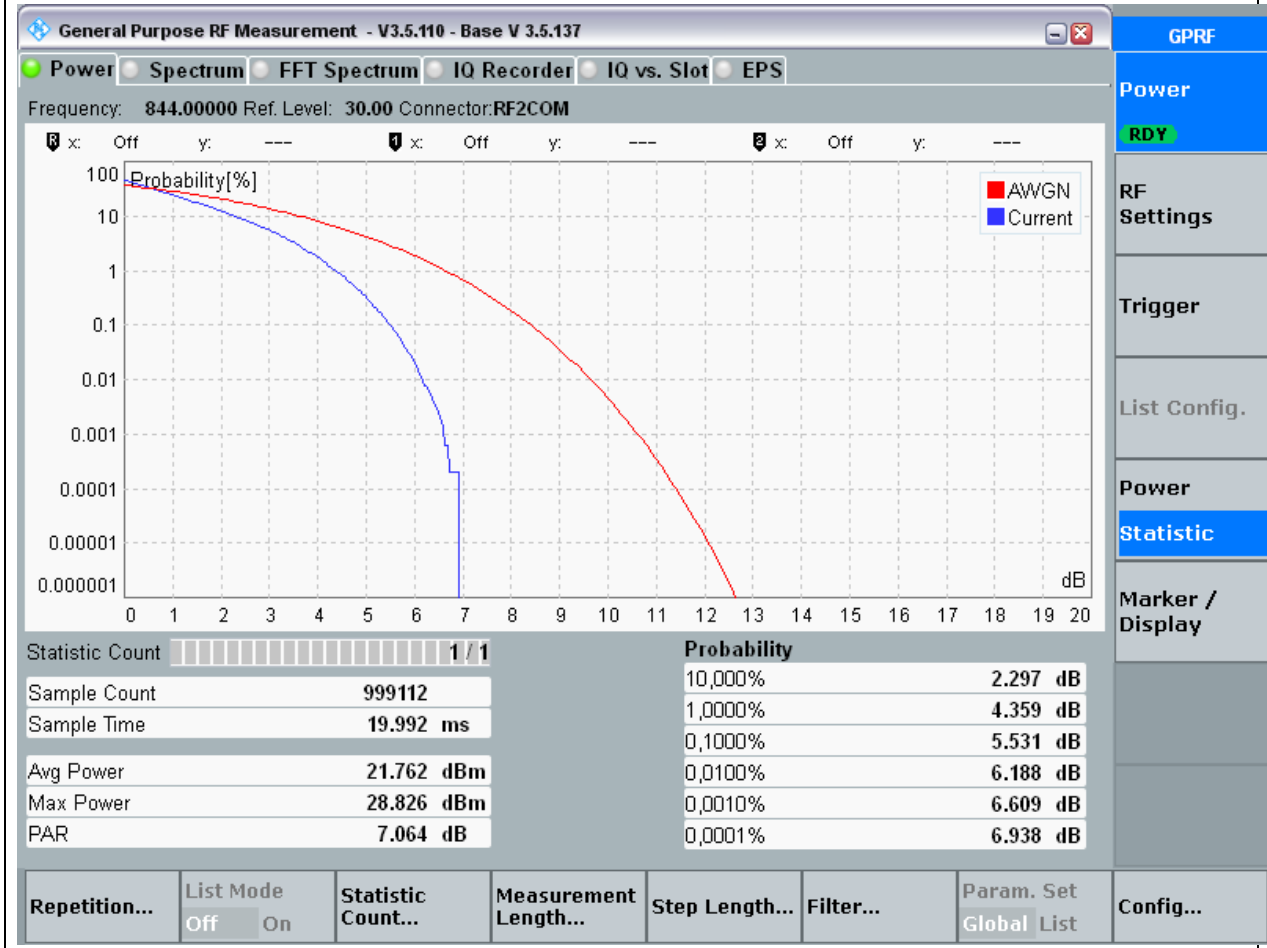 General Purpose RF Measurement - V3.5.110 - Base V 3.5.137
GPRF
Power Spectrum FFT Spectrum IQ Recorder IQ vs. Slot EPS
Frequency: 844.00000 Ref. Level: 30.00 Connector:RF2COM
R x: Off y: --- 1 x: Off y: --- 2 x: Off y: ---
Probability[%]
AWGN
Current
100
10
1
0.1
0.01
0.001
0.0001
0.00001
0.000001
dB
0 1 2 3 4 5 6 7 8 9 10 11 12 13 14 15 16 17 18 19 20
Statistic Count 1 / 1
Sample Count 999112
Sample Time 19.992 ms
Avg Power 21.762 dBm
Max Power 28.826 dBm
PAR 7.064 dB
Probability
10,000% 2.297 dB
1,0000% 4.359 dB
0,1000% 5.531 dB
0,0100% 6.188 dB
0,0010% 6.609 dB
0,0001% 6.938 dB
Power
RDY
RF
Settings
Trigger
List Config.
Power
Statistic
Marker /
Display
Repetition...
List Mode
Off On
Statistic
Count...
Measurement
Length...
Step Length...
Filter...
Param. Set
Global List
Config...